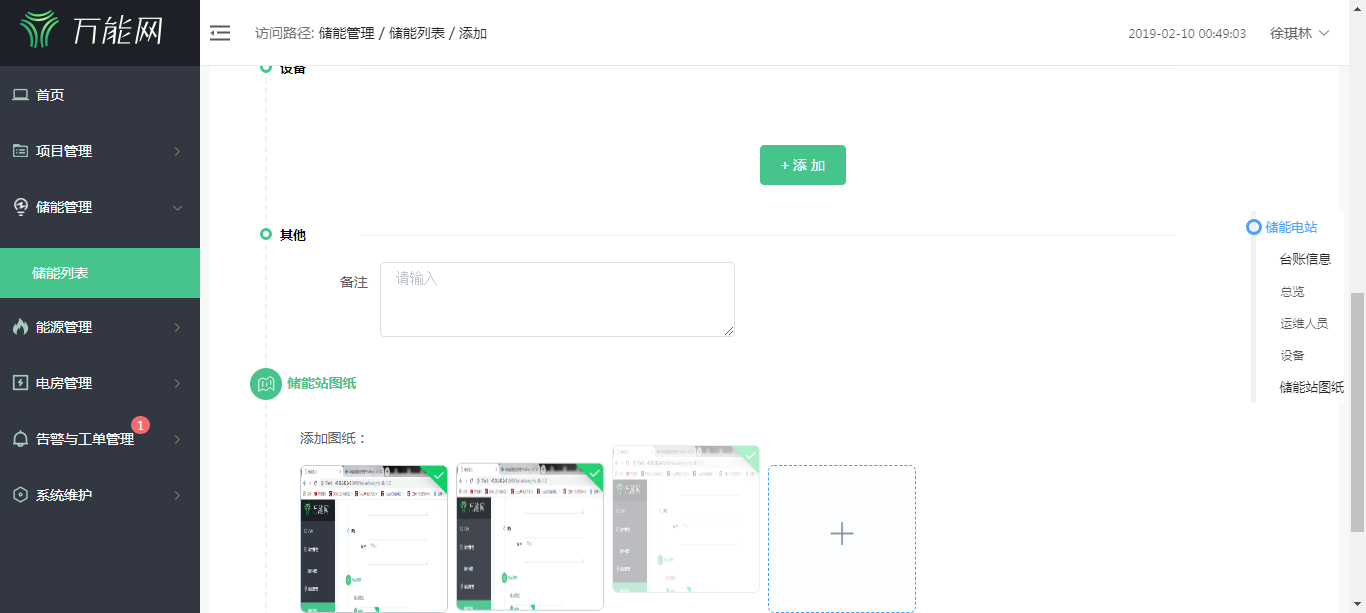 万能网
访问路径: 储能管理 / 储能列表 / 添加
2019-02-10 00:49:03
徐琪林
首页
项目管理
储能管理
储能列表
能源管理
电房管理
告警与工单管理
1
系统维护
设备
+ 添 加
其他
备注
请输入
储能站图纸
添加图纸：
储能电站
台账信息
总览
运维人员
设备
储能站图纸